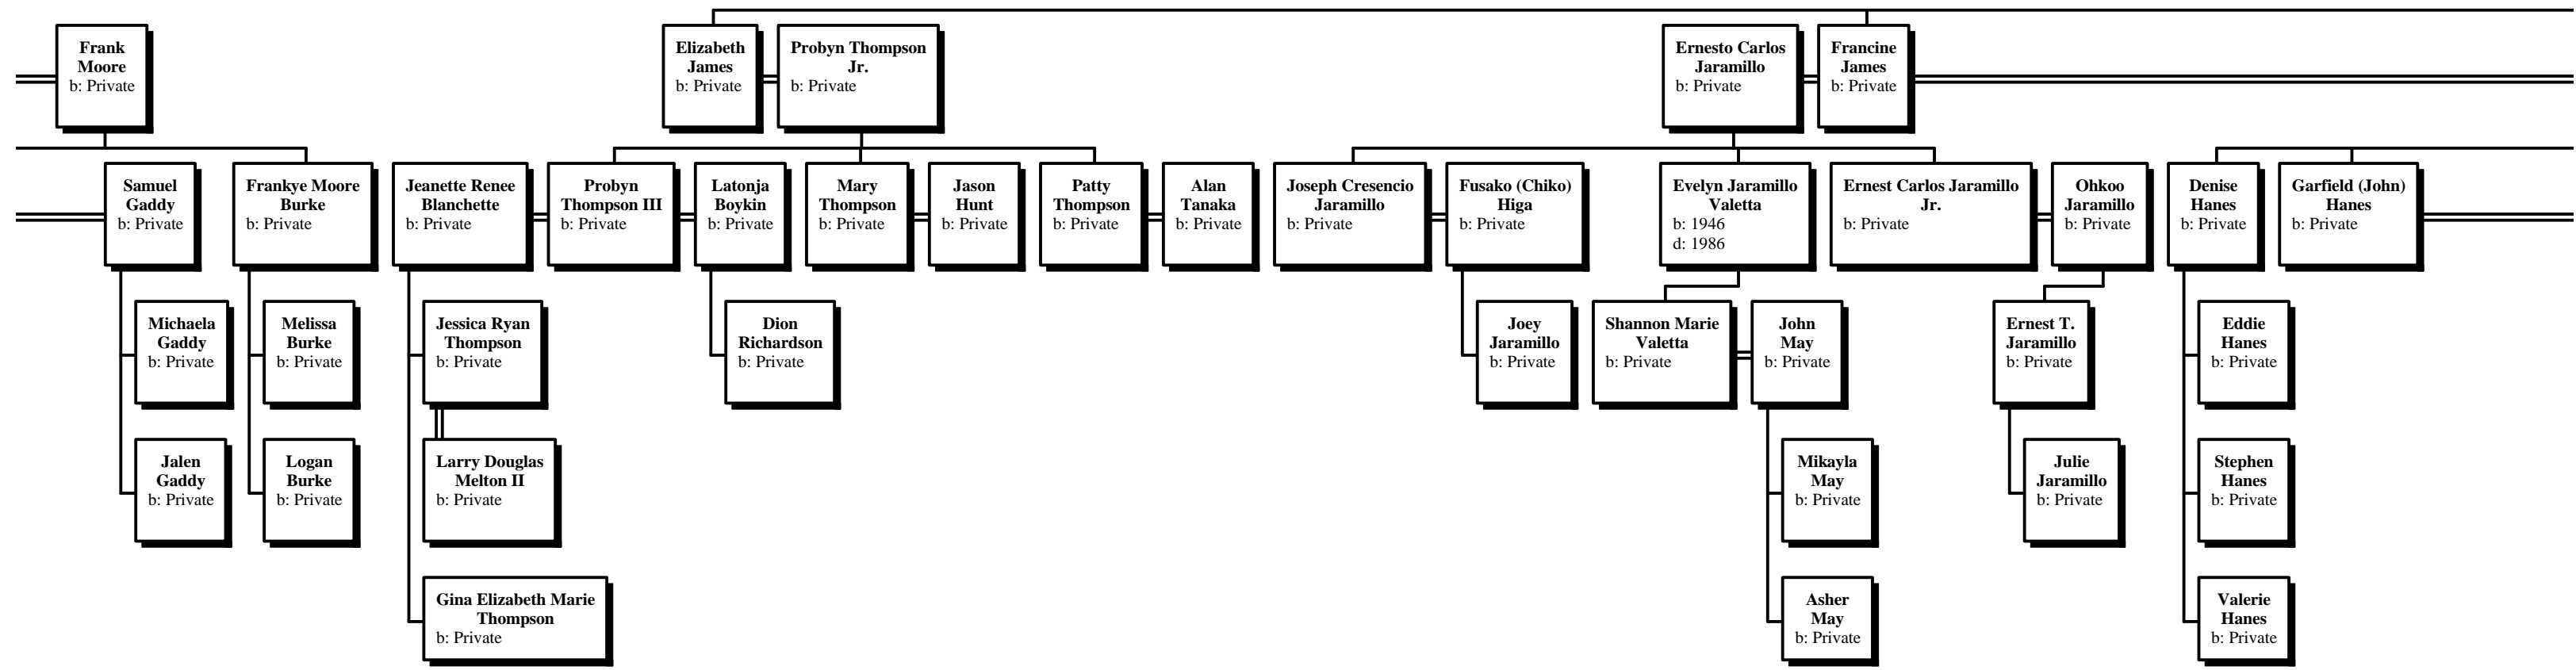 Frank
Moore
b: Private
Elizabeth
James
b: Private
Probyn Thompson
Jr.
b: Private
Ernesto Carlos
Jaramillo
b: Private
Francine
James
b: Private
Samuel
Gaddy
b: Private
Frankye Moore
Burke
b: Private
Jeanette Renee
Blanchette
b: Private
Probyn
Thompson III
b: Private
Latonja
Boykin
b: Private
Mary
Thompson
b: Private
Jason
Hunt
b: Private
Patty
Thompson
b: Private
Alan
Tanaka
b: Private
Joseph Cresencio
Jaramillo
b: Private
Fusako (Chiko)
Higa
b: Private
Evelyn Jaramillo
Valetta
b: 1946
d: 1986
Ernest Carlos Jaramillo
Jr.
b: Private
Ohkoo
Jaramillo
b: Private
Denise
Hanes
b: Private
Garfield (John)
Hanes
b: Private
Michaela
Gaddy
b: Private
Melissa
Burke
b: Private
Jessica Ryan
Thompson
b: Private
Dion
Richardson
b: Private
Joey
Jaramillo
b: Private
Shannon Marie
Valetta
b: Private
John
May
b: Private
Ernest T.
Jaramillo
b: Private
Eddie
Hanes
b: Private
Jalen
Gaddy
b: Private
Logan
Burke
b: Private
Larry Douglas
Melton II
b: Private
Mikayla
May
b: Private
Julie
Jaramillo
b: Private
Stephen
Hanes
b: Private
Gina Elizabeth Marie
Thompson
b: Private
Asher
May
b: Private
Valerie
Hanes
b: Private